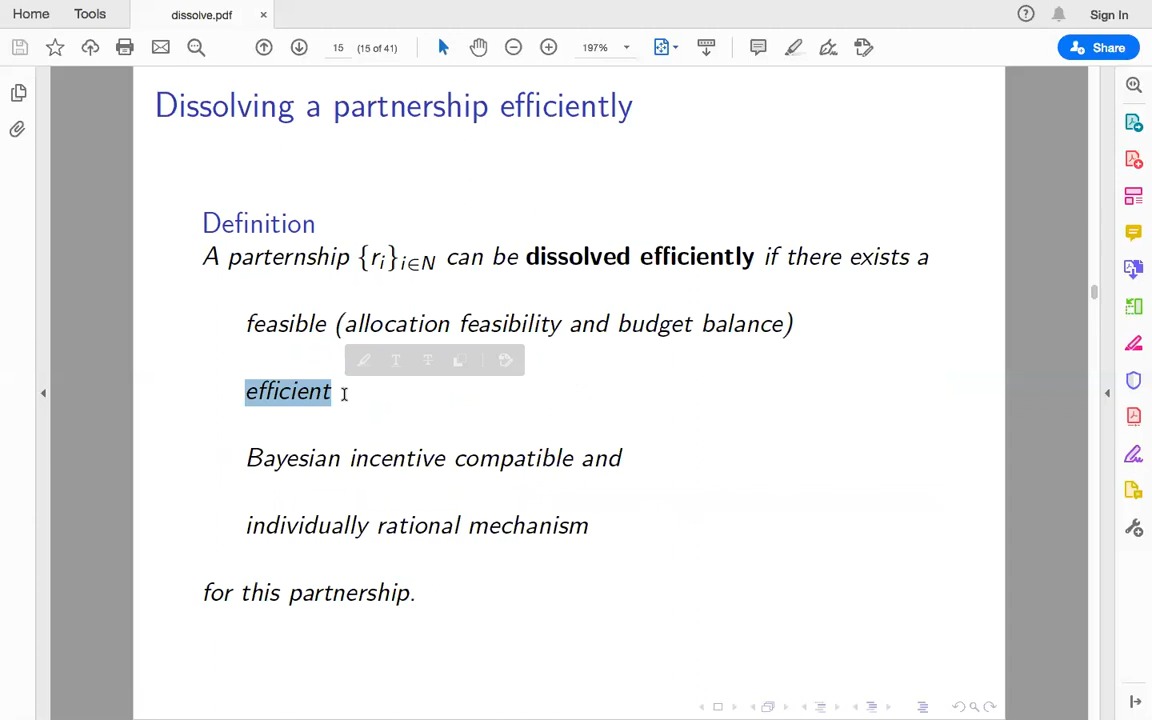 Home Tools dissolve.pdf × Sign In
15 (15 of 41) 197% Share
Dissolving a partnership efficiently
Definition
A parternship {r_i}_{i∈N} can be dissolved efficiently if there exists a
feasible (allocation feasibility and budget balance)
efficient
Bayesian incentive compatible and
individually rational mechanism
for this partnership.